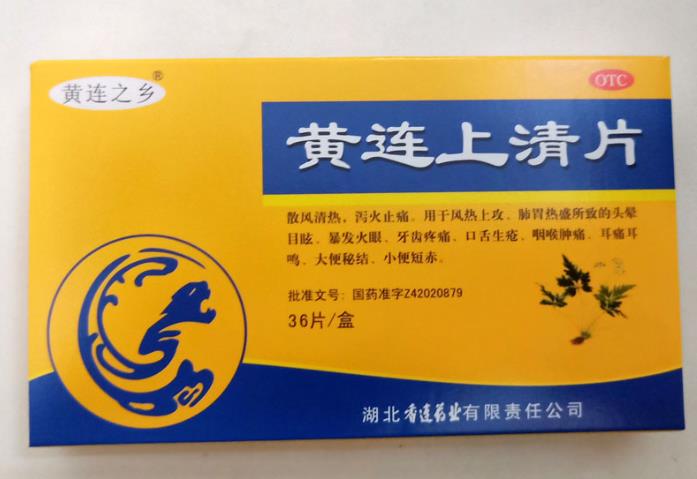 黄连之乡®
OTC
黄连上清片
散风清热，泻火止痛。用于风热上攻、肺胃热盛所致的头晕
目眩、暴发火眼、牙齿疼痛、口舌生疮、咽喉肿痛、耳痛耳
鸣、大便秘结、小便短赤。
批准文号：国药准字Z42020879
36片/盒
湖北香连药业有限责任公司